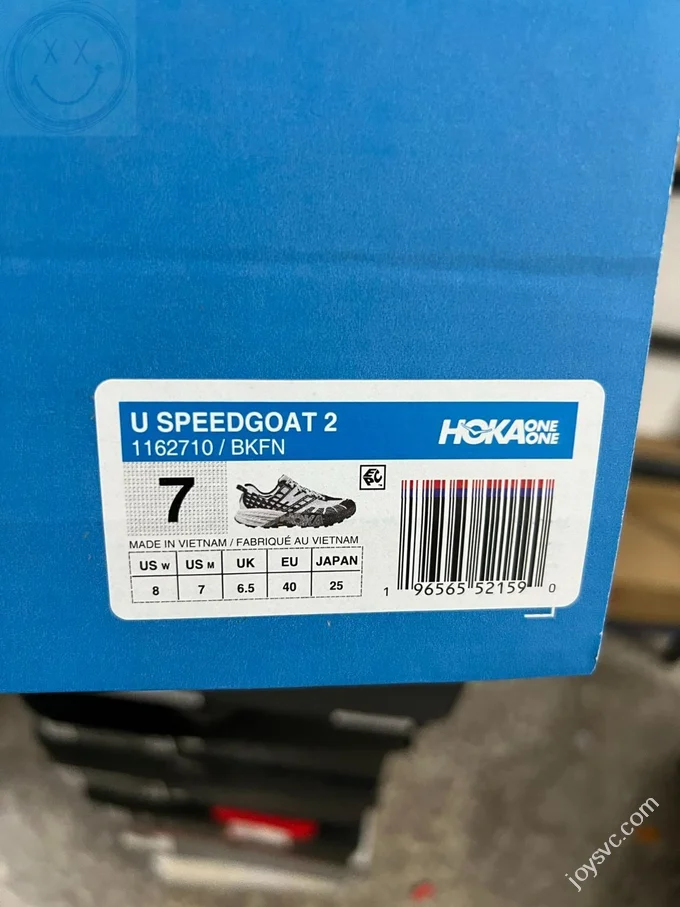 U SPEEDGOAT 2
1162710 / BKFN
HOKA ONE ONE
7
HOKA
MADE IN VIETNAM / FABRIQUÉ AU VIETNAM
US W US M UK EU JAPAN
8 7 6.5 40 25
1 96565 52159 0
joysvc.com